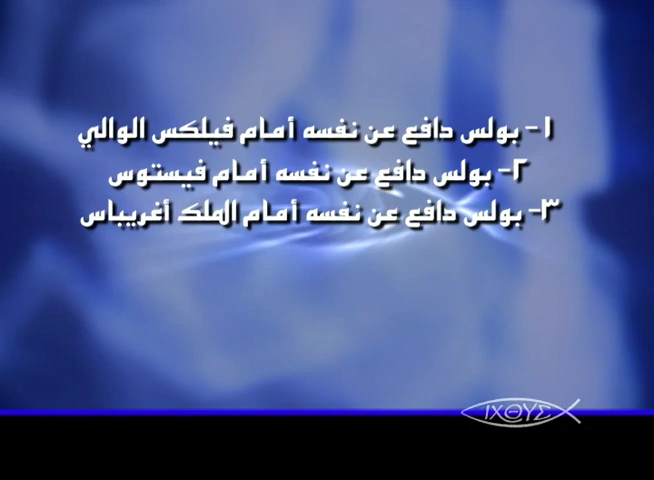 ١- بولس دافع عن نفسه أمام فيلكس الوالي
٢- بولس دافع عن نفسه أمام فيستوس
٣- بولس دافع عن نفسه أمام الملك أغريباس
ΙΧΘΥΣ